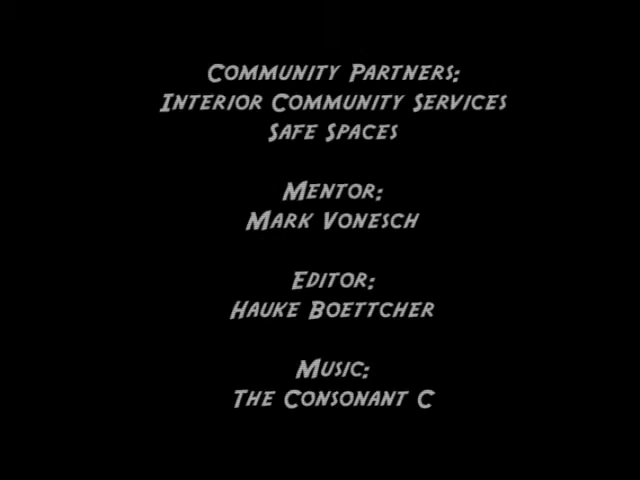 Community Partners:
Interior Community Services
Safe Spaces
Mentor:
Mark Vonesch
Editor:
Hauke Boettcher
Music:
The Consonant C